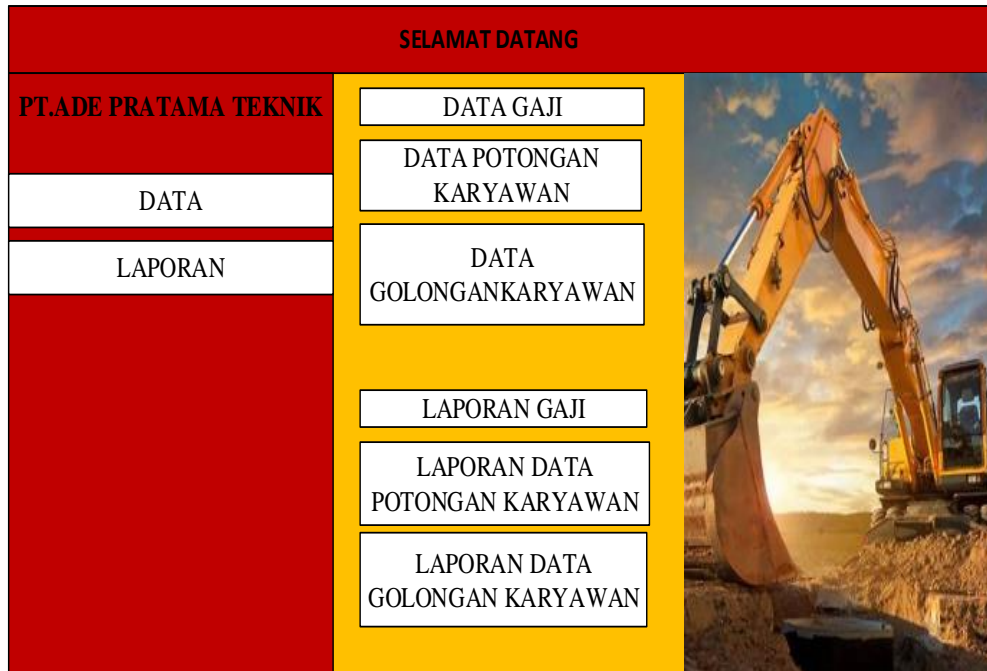 SELAMAT DATANG
PT.ADE PRATAMA TEKNIK
DATA
LAPORAN
DATA GAJI
DATA POTONGAN
KARYAWAN
DATA
GOLONGANKARYAWAN
LAPORAN GAJI
LAPORAN DATA
POTONGAN KARYAWAN
LAPORAN DATA
GOLONGAN KARYAWAN